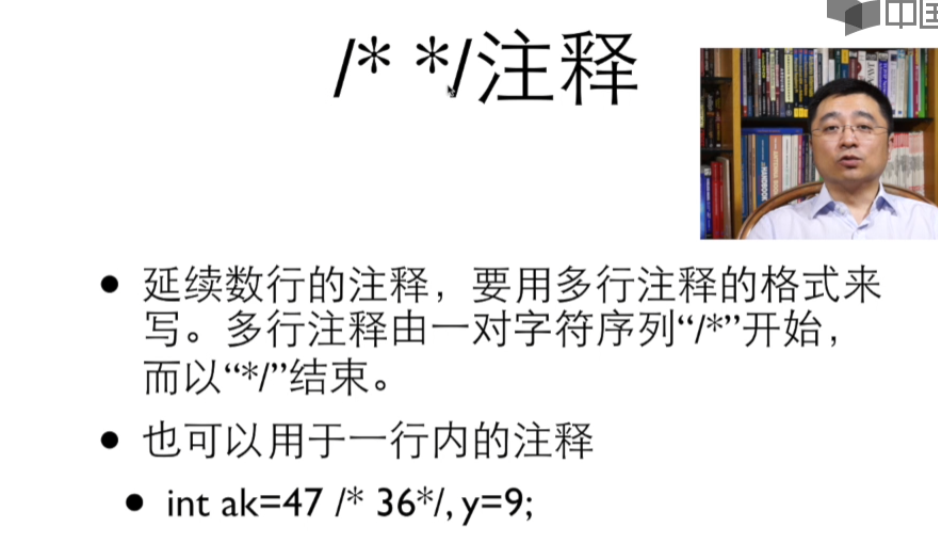 中国
/* */注释
• 延续数行的注释，要用多行注释的格式来
写。多行注释由一对字符序列“/*”开始，
而以“*/”结束。
• 也可以用于一行内的注释
• int ak=47 /* 36*/, y=9;